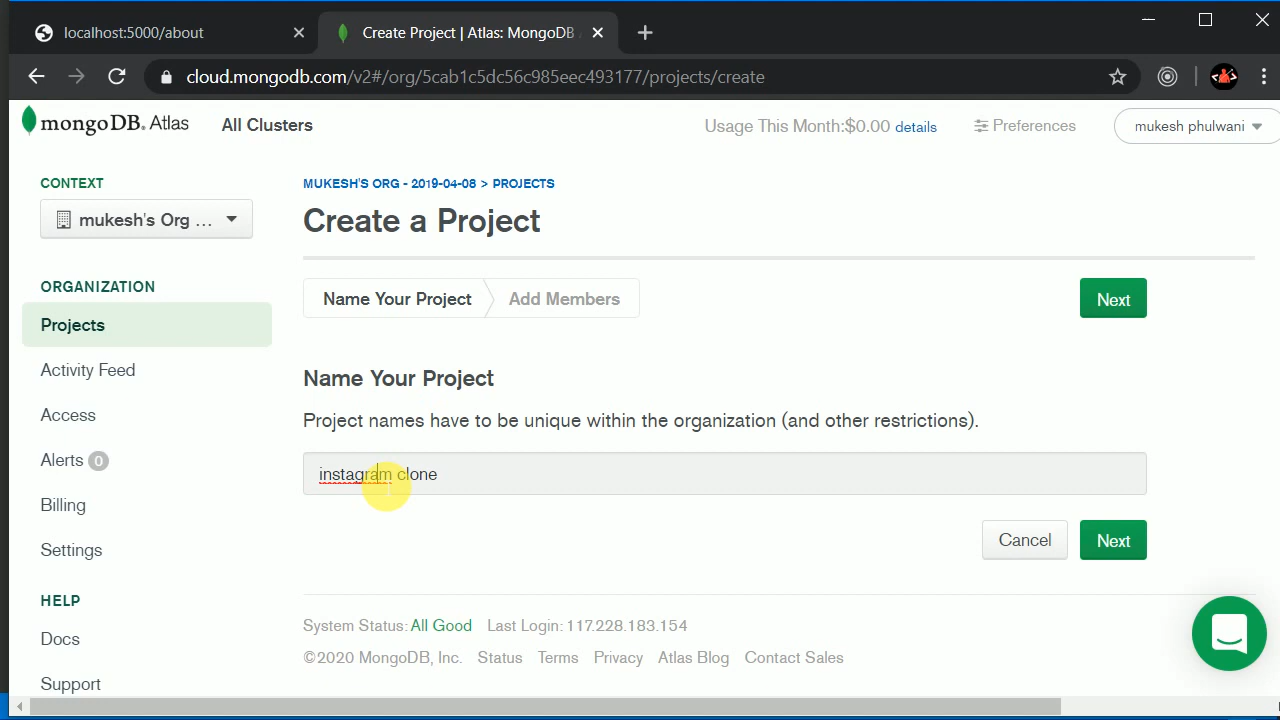 localhost:5000/about
Create Project | Atlas: MongoDB
cloud.mongodb.com/v2#/org/5cab1c5dc56c985eec493177/projects/create
mongoDB. Atlas
All Clusters
Usage This Month:$0.00 details
Preferences
mukesh phulwani
CONTEXT
mukesh's Org ...
ORGANIZATION
Projects
Activity Feed
Access
Alerts 0
Billing
Settings
HELP
Docs
Support
MUKESH'S ORG - 2019-04-08 > PROJECTS
Create a Project
Name Your Project
Add Members
Next
Name Your Project
Project names have to be unique within the organization (and other restrictions).
instagram clone
Cancel
Next
System Status: All Good Last Login: 117.228.183.154
©2020 MongoDB, Inc. Status Terms Privacy Atlas Blog Contact Sales